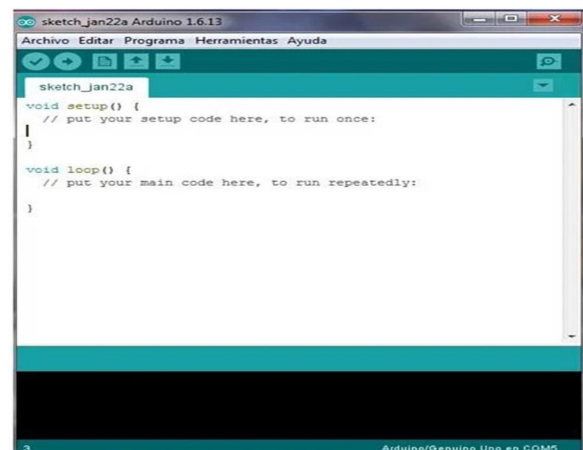 sketch_jan22a Arduino 1.6.13
Archivo Editar Programa Herramientas Ayuda
sketch_jan22a
void setup() {
// put your setup code here, to run once:
}
void loop() {
// put your main code here, to run repeatedly:
}
3 Arduino/Genuino Uno en COM5